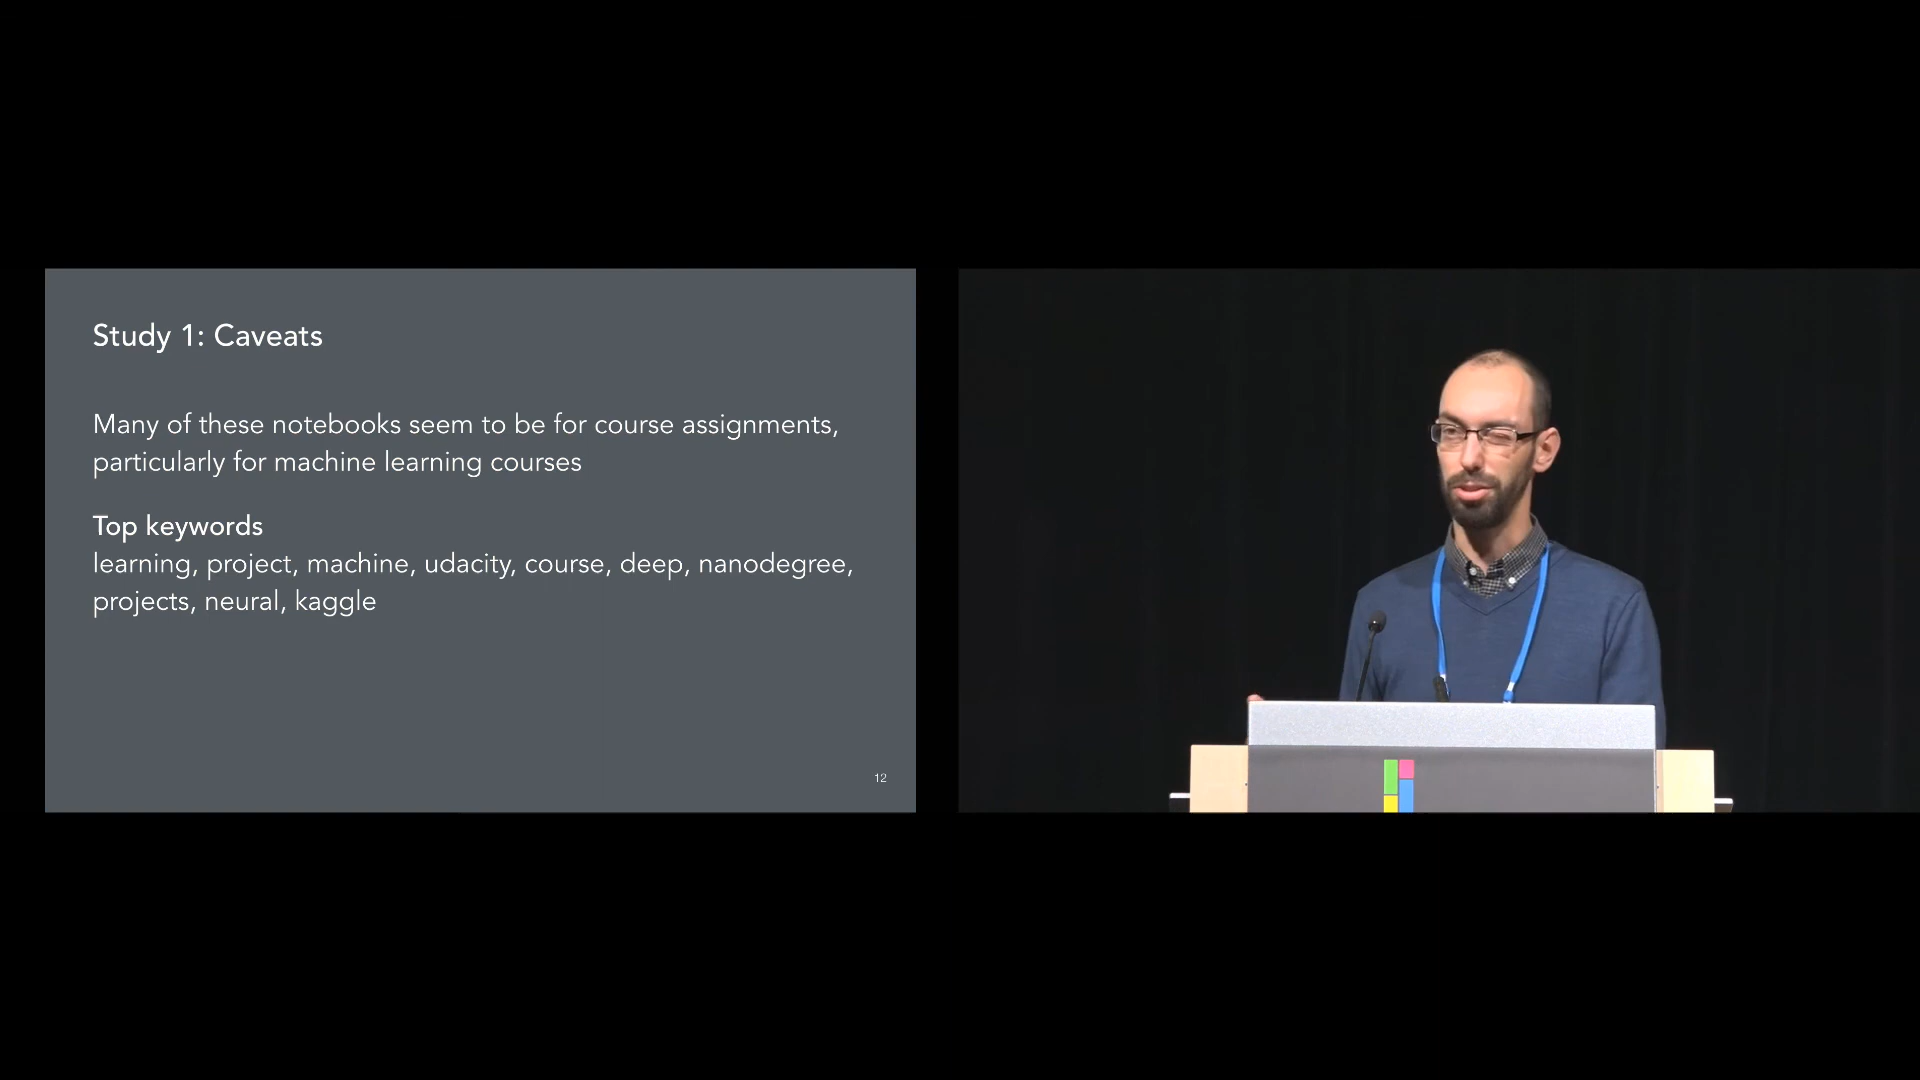 Study 1: Caveats
Many of these notebooks seem to be for course assignments,
particularly for machine learning courses
Top keywords
learning, project, machine, udacity, course, deep, nanodegree,
projects, neural, kaggle
12